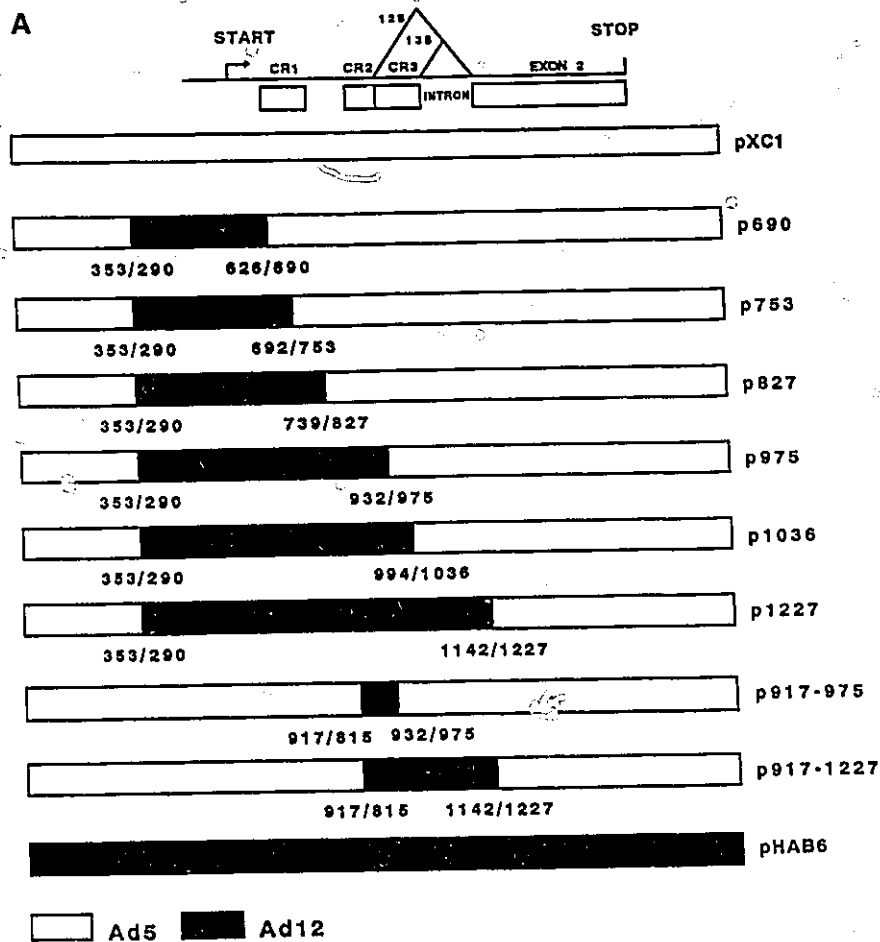 A
START
STOP
12S
13S
CR1 CR2 CR3 INTRON EXON 2
pXC1
p690
353/290 626/690
p753
353/290 692/753
p827
353/290 739/827
p975
353/290 932/975
p1036
353/290 994/1036
p1227
353/290 1142/1227
p917-975
917/815 932/975
p917-1227
917/815 1142/1227
pHAB6
Ad5 Ad12